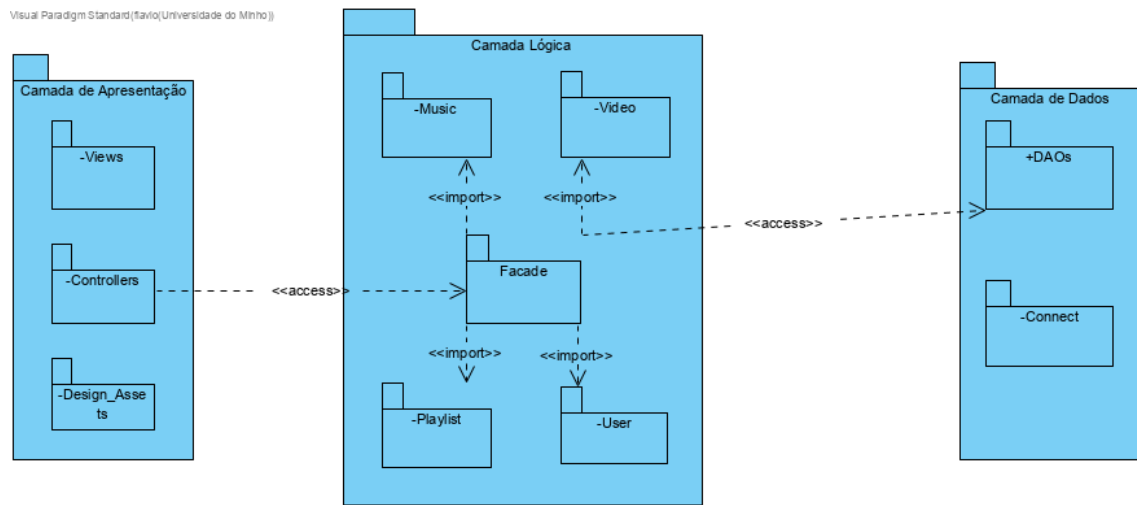 Visual Paradigm Standard(flavio(Universidade do Minho))
Camada de Apresentação
-Views
-Controllers
-Design_Asse
ts
<<access>>
Camada Lógica
-Music
-Video
<<import>>
<<import>>
Facade
<<import>>
<<import>>
-Playlist
-User
<<access>>
Camada de Dados
+DAOs
-Connect